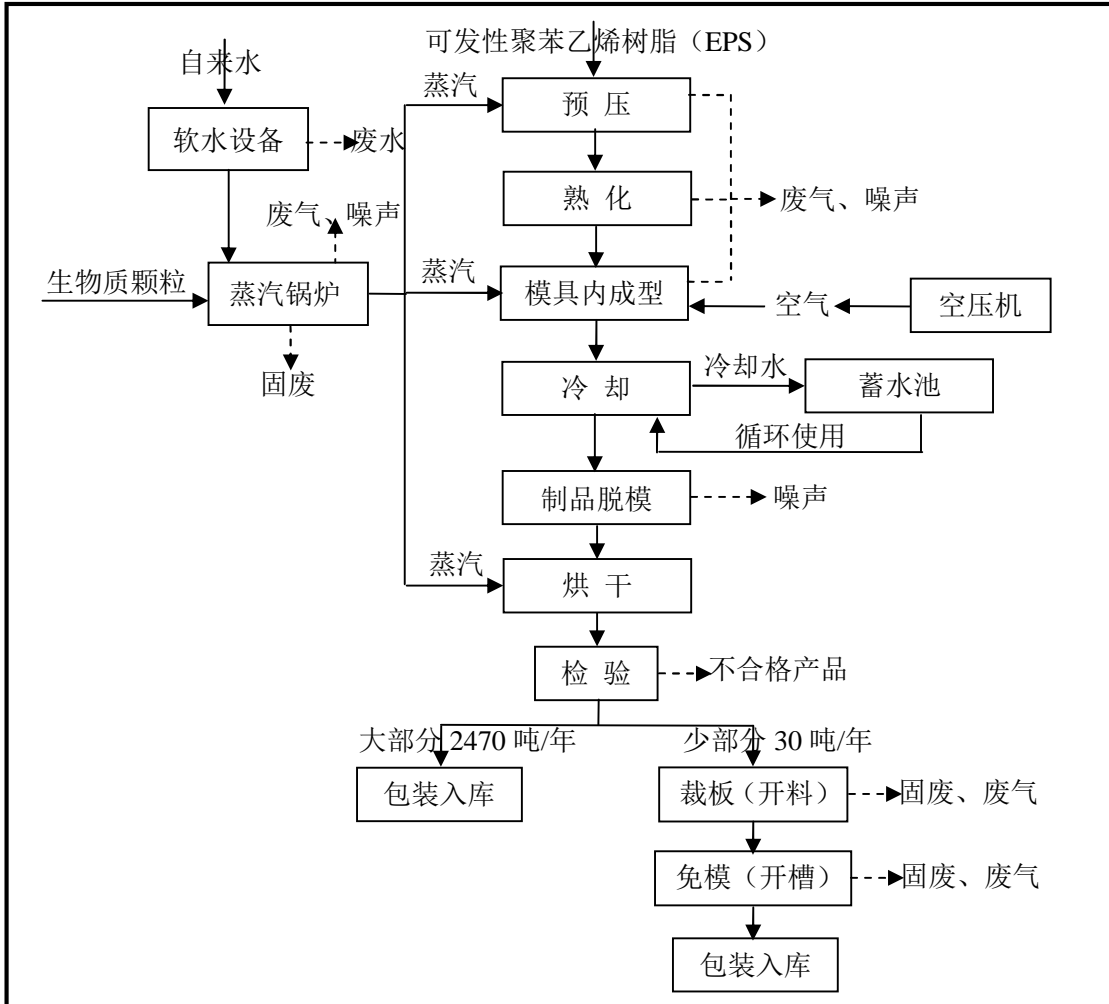 可发性聚苯乙烯树脂（EPS）
自来水
蒸汽
预 压
软水设备
废水
熟 化
废气、噪声
废气、噪声
生物质颗粒
蒸汽锅炉
蒸汽
模具内成型
空气
空压机
固废
冷 却
冷却水
蓄水池
循环使用
制品脱模
噪声
蒸汽
烘 干
检 验
不合格产品
大部分 2470 吨/年
少部分 30 吨/年
包装入库
裁板（开料）
固废、废气
免模（开槽）
固废、废气
包装入库